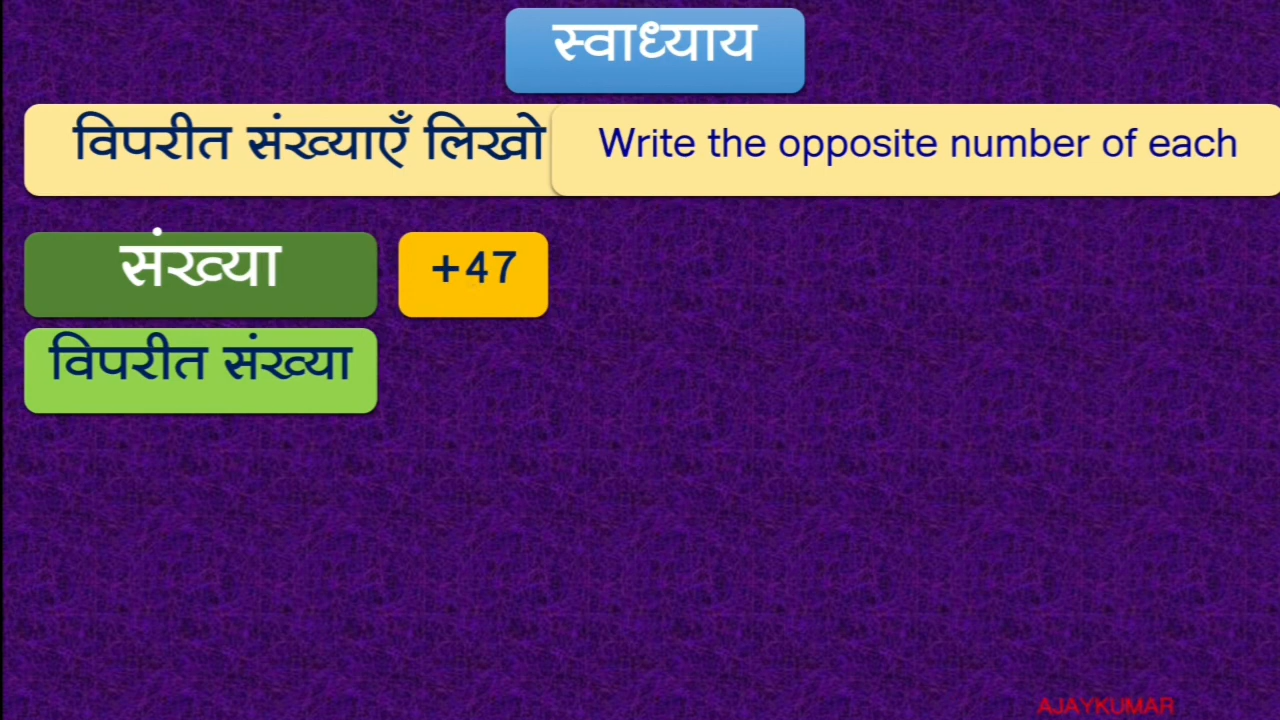 स्वाध्याय
विपरीत संख्याएँ लिखो Write the opposite number of each
संख्या +47
विपरीत संख्या
AJAYKUMAR